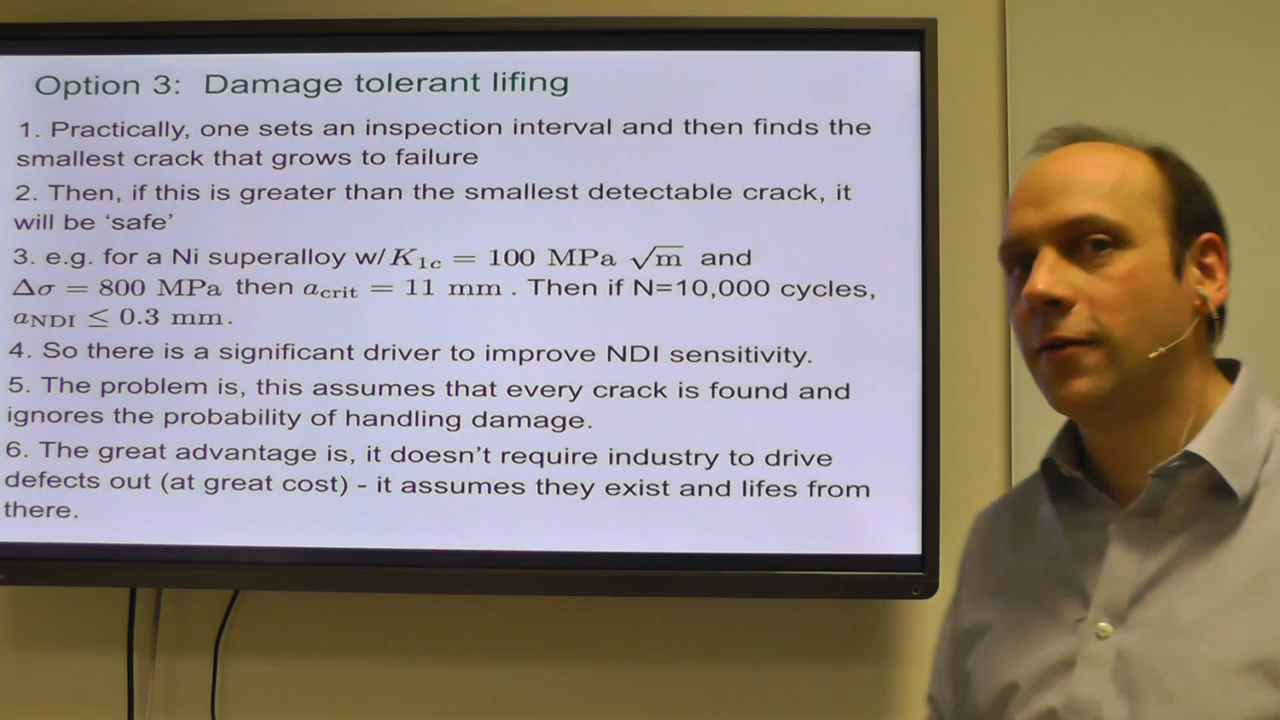 Option 3: Damage tolerant lifing
1. Practically, one sets an inspection interval and then finds the
smallest crack that grows to failure
2. Then, if this is greater than the smallest detectable crack, it
will be ‘safe’
3. e.g. for a Ni superalloy w/ K₁c = 100 MPa √m and
Δσ = 800 MPa then a_crit = 11 mm . Then if N=10,000 cycles,
a_NDI ≤ 0.3 mm.
4. So there is a significant driver to improve NDI sensitivity.
5. The problem is, this assumes that every crack is found and
ignores the probability of handling damage.
6. The great advantage is, it doesn’t require industry to drive
defects out (at great cost) - it assumes they exist and lifes from
there.